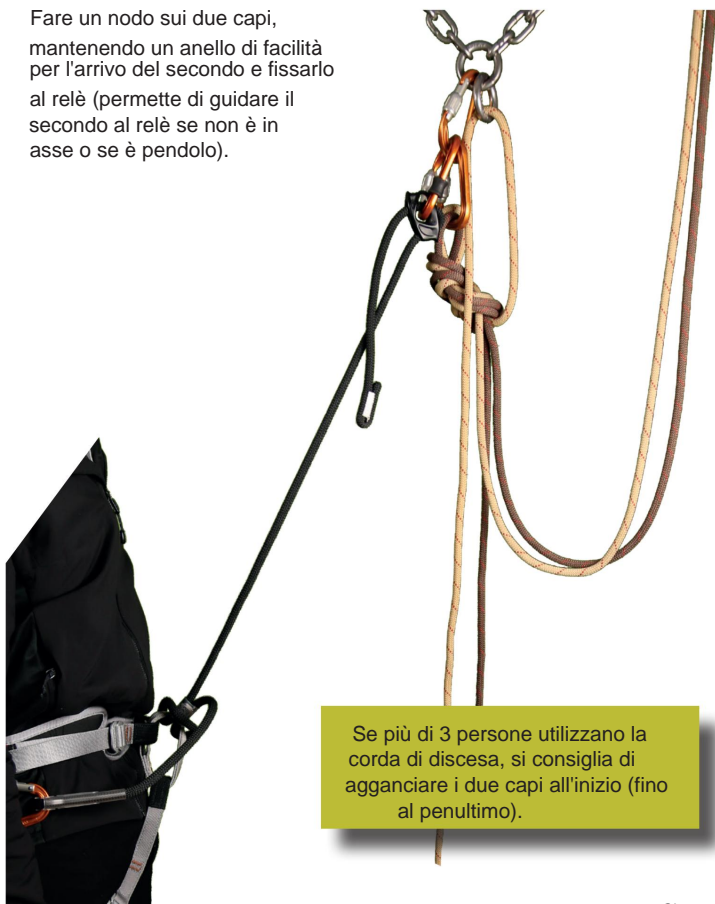 Fare un nodo sui due capi,
mantenendo un anello di facilità
per l'arrivo del secondo e fissarlo
al relè (permette di guidare il
secondo al relè se non è in
asse o se è pendolo).
Se più di 3 persone utilizzano la
corda di discesa, si consiglia di
agganciare i due capi all'inizio (fino
al penultimo).